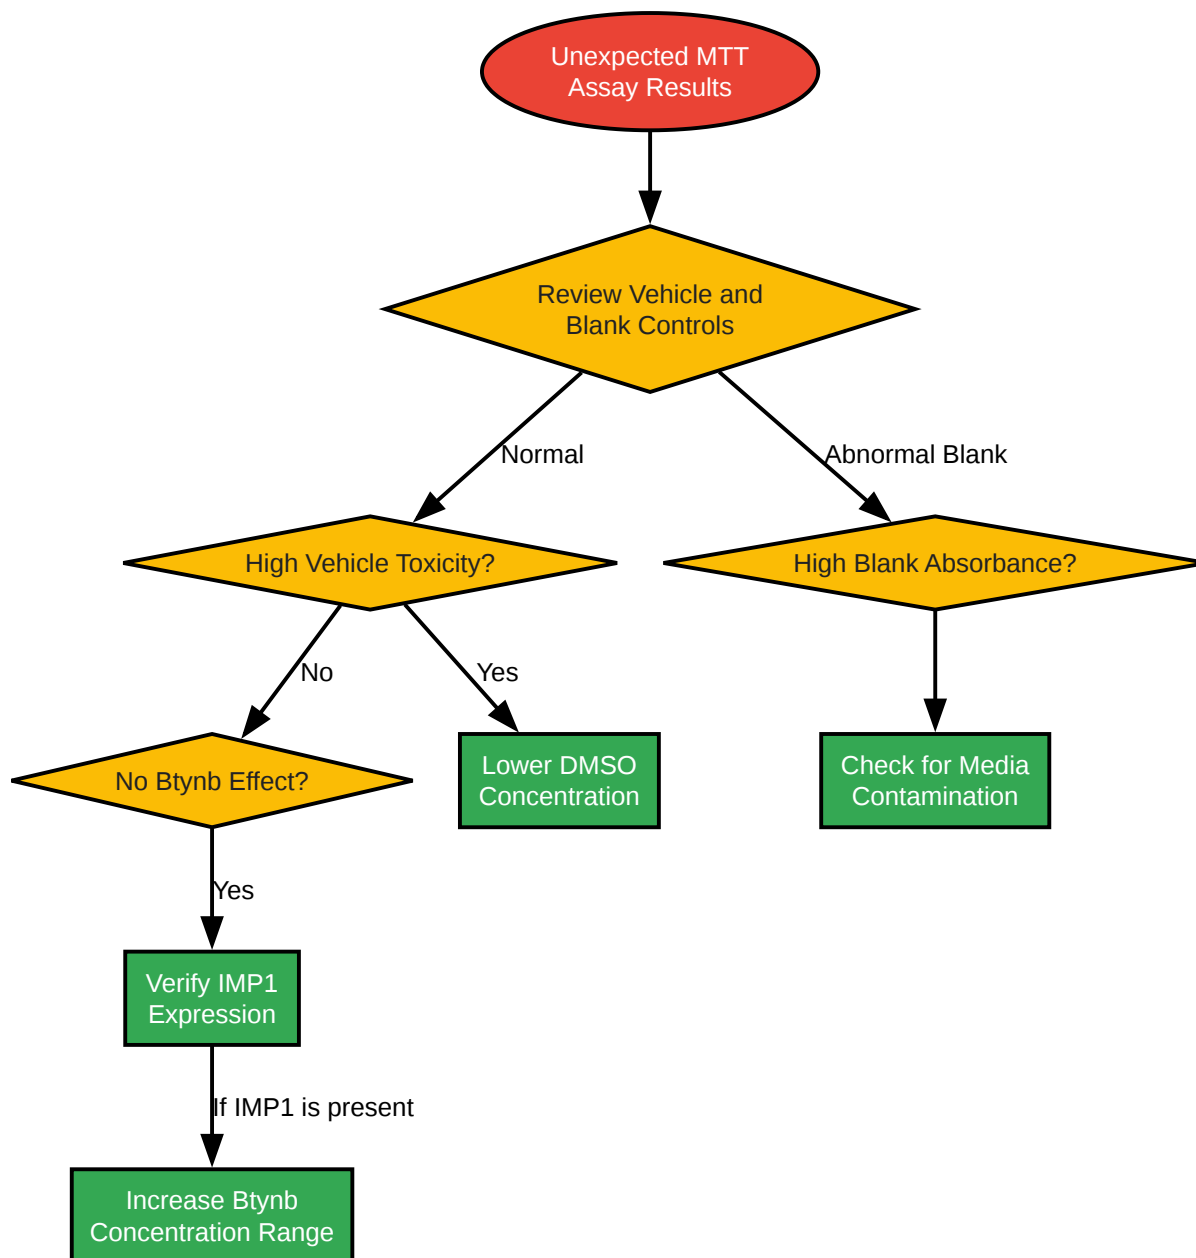 Unexpected MTT
Assay Results
Review Vehicle and
Blank Controls
Normal
Abnormal Blank
High Vehicle Toxicity?
High Blank Absorbance?
No
Yes
No Btynb Effect?
Lower DMSO
Concentration
Check for Media
Contamination
Yes
Verify IMP1
Expression
If IMP1 is present
Increase Btynb
Concentration Range